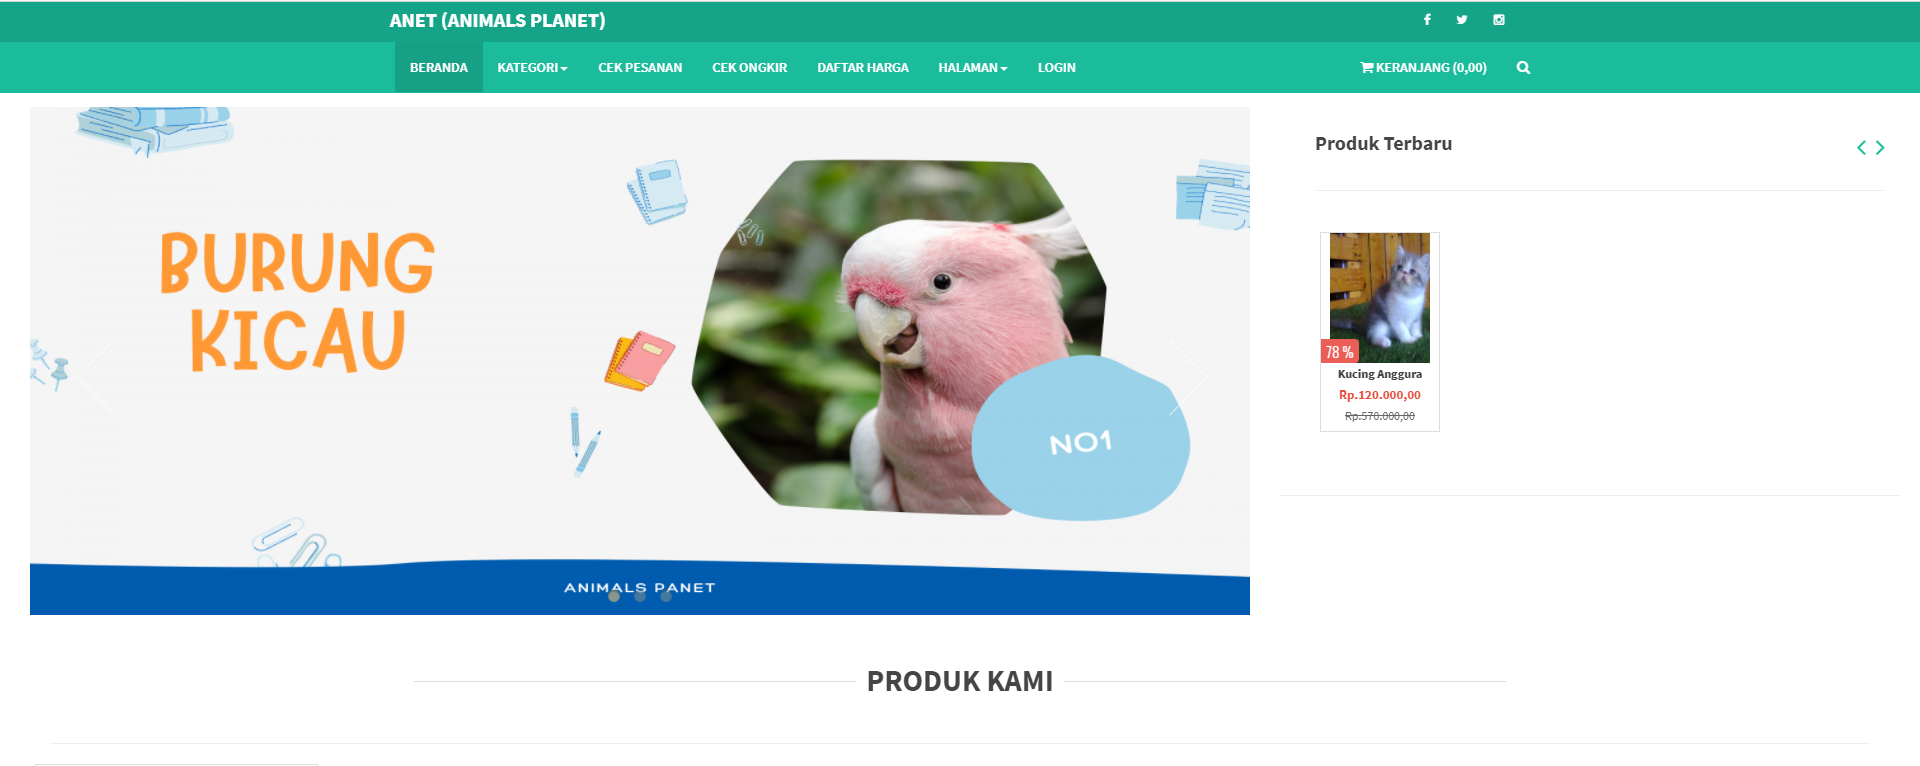 ANET (ANIMALS PLANET)
BERANDA KATEGORI CEK PESANAN CEK ONGKIR DAFTAR HARGA HALAMAN LOGIN KERANJANG (0,00)
BURUNG
KICAU
NO1
ANIMALS PANET
Produk Terbaru
78 %
Kucing Anggura
Rp.120.000,00
Rp.570.000,00
PRODUK KAMI